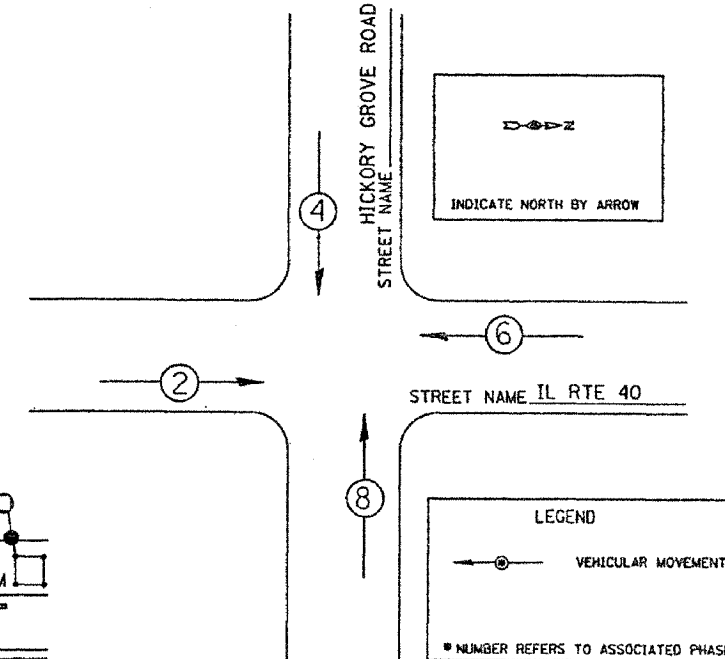 HICKORY GROVE ROAD
STREET NAME
N
INDICATE NORTH BY ARROW
4
6
2
STREET NAME IL RTE 40
8
LEGEND
* VEHICULAR MOVEMENT
* NUMBER REFERS TO ASSOCIATED PHASE